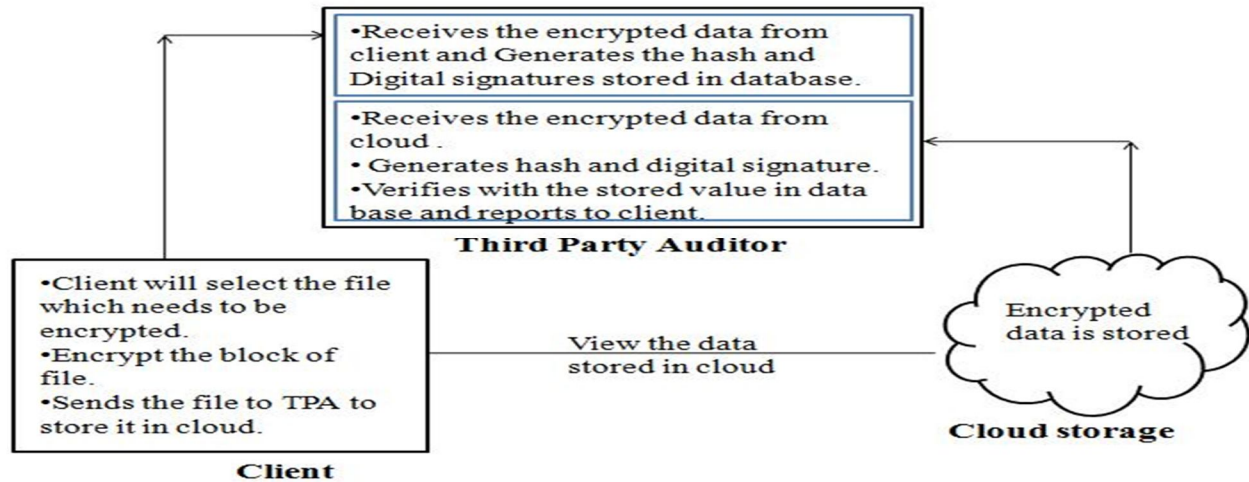 •Receives the encrypted data from
client and Generates the hash and
Digital signatures stored in database.
•Receives the encrypted data from
cloud .
• Generates hash and digital signature.
•Verifies with the stored value in data
base and reports to client.
Third Party Auditor
•Client will select the file
which needs to be
encrypted.
•Encrypt the block of
file.
•Sends the file to TPA to
store it in cloud.
Client
View the data
stored in cloud
Encrypted
data is stored
Cloud storage